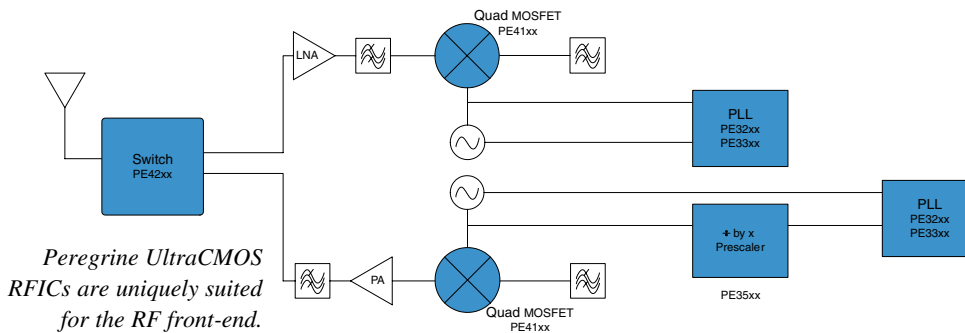 Quad MOSFET
PE41xx
LNA
PLL
PE32xx
PE33xx
Switch
PE42xx
PLL
PE32xx
PE33xx
÷ by x
Prescaler
PE35xx
Peregrine UltraCMOS
RFICs are uniquely suited
for the RF front-end.
PA
Quad MOSFET
PE41xx